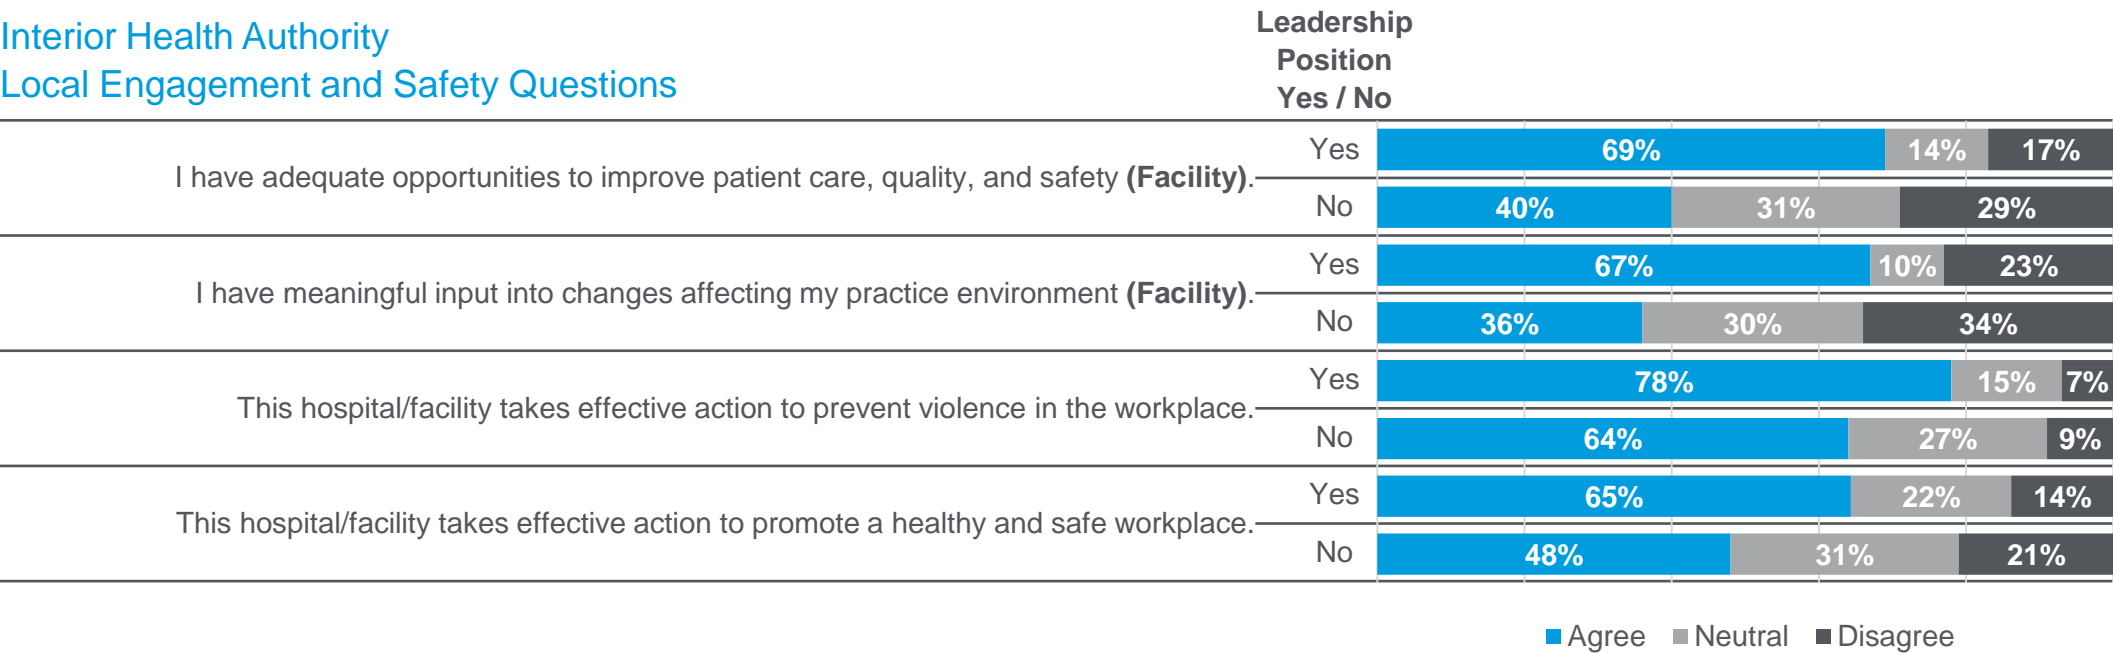 Interior Health Authority
Local Engagement and Safety Questions
Leadership
Position
Yes / No
I have adequate opportunities to improve patient care, quality, and safety (Facility).
Yes
69% 14% 17%
No
40% 31% 29%
I have meaningful input into changes affecting my practice environment (Facility).
Yes
67% 10% 23%
No
36% 30% 34%
This hospital/facility takes effective action to prevent violence in the workplace.
Yes
78% 15% 7%
No
64% 27% 9%
This hospital/facility takes effective action to promote a healthy and safe workplace.
Yes
65% 22% 14%
No
48% 31% 21%
Agree Neutral Disagree